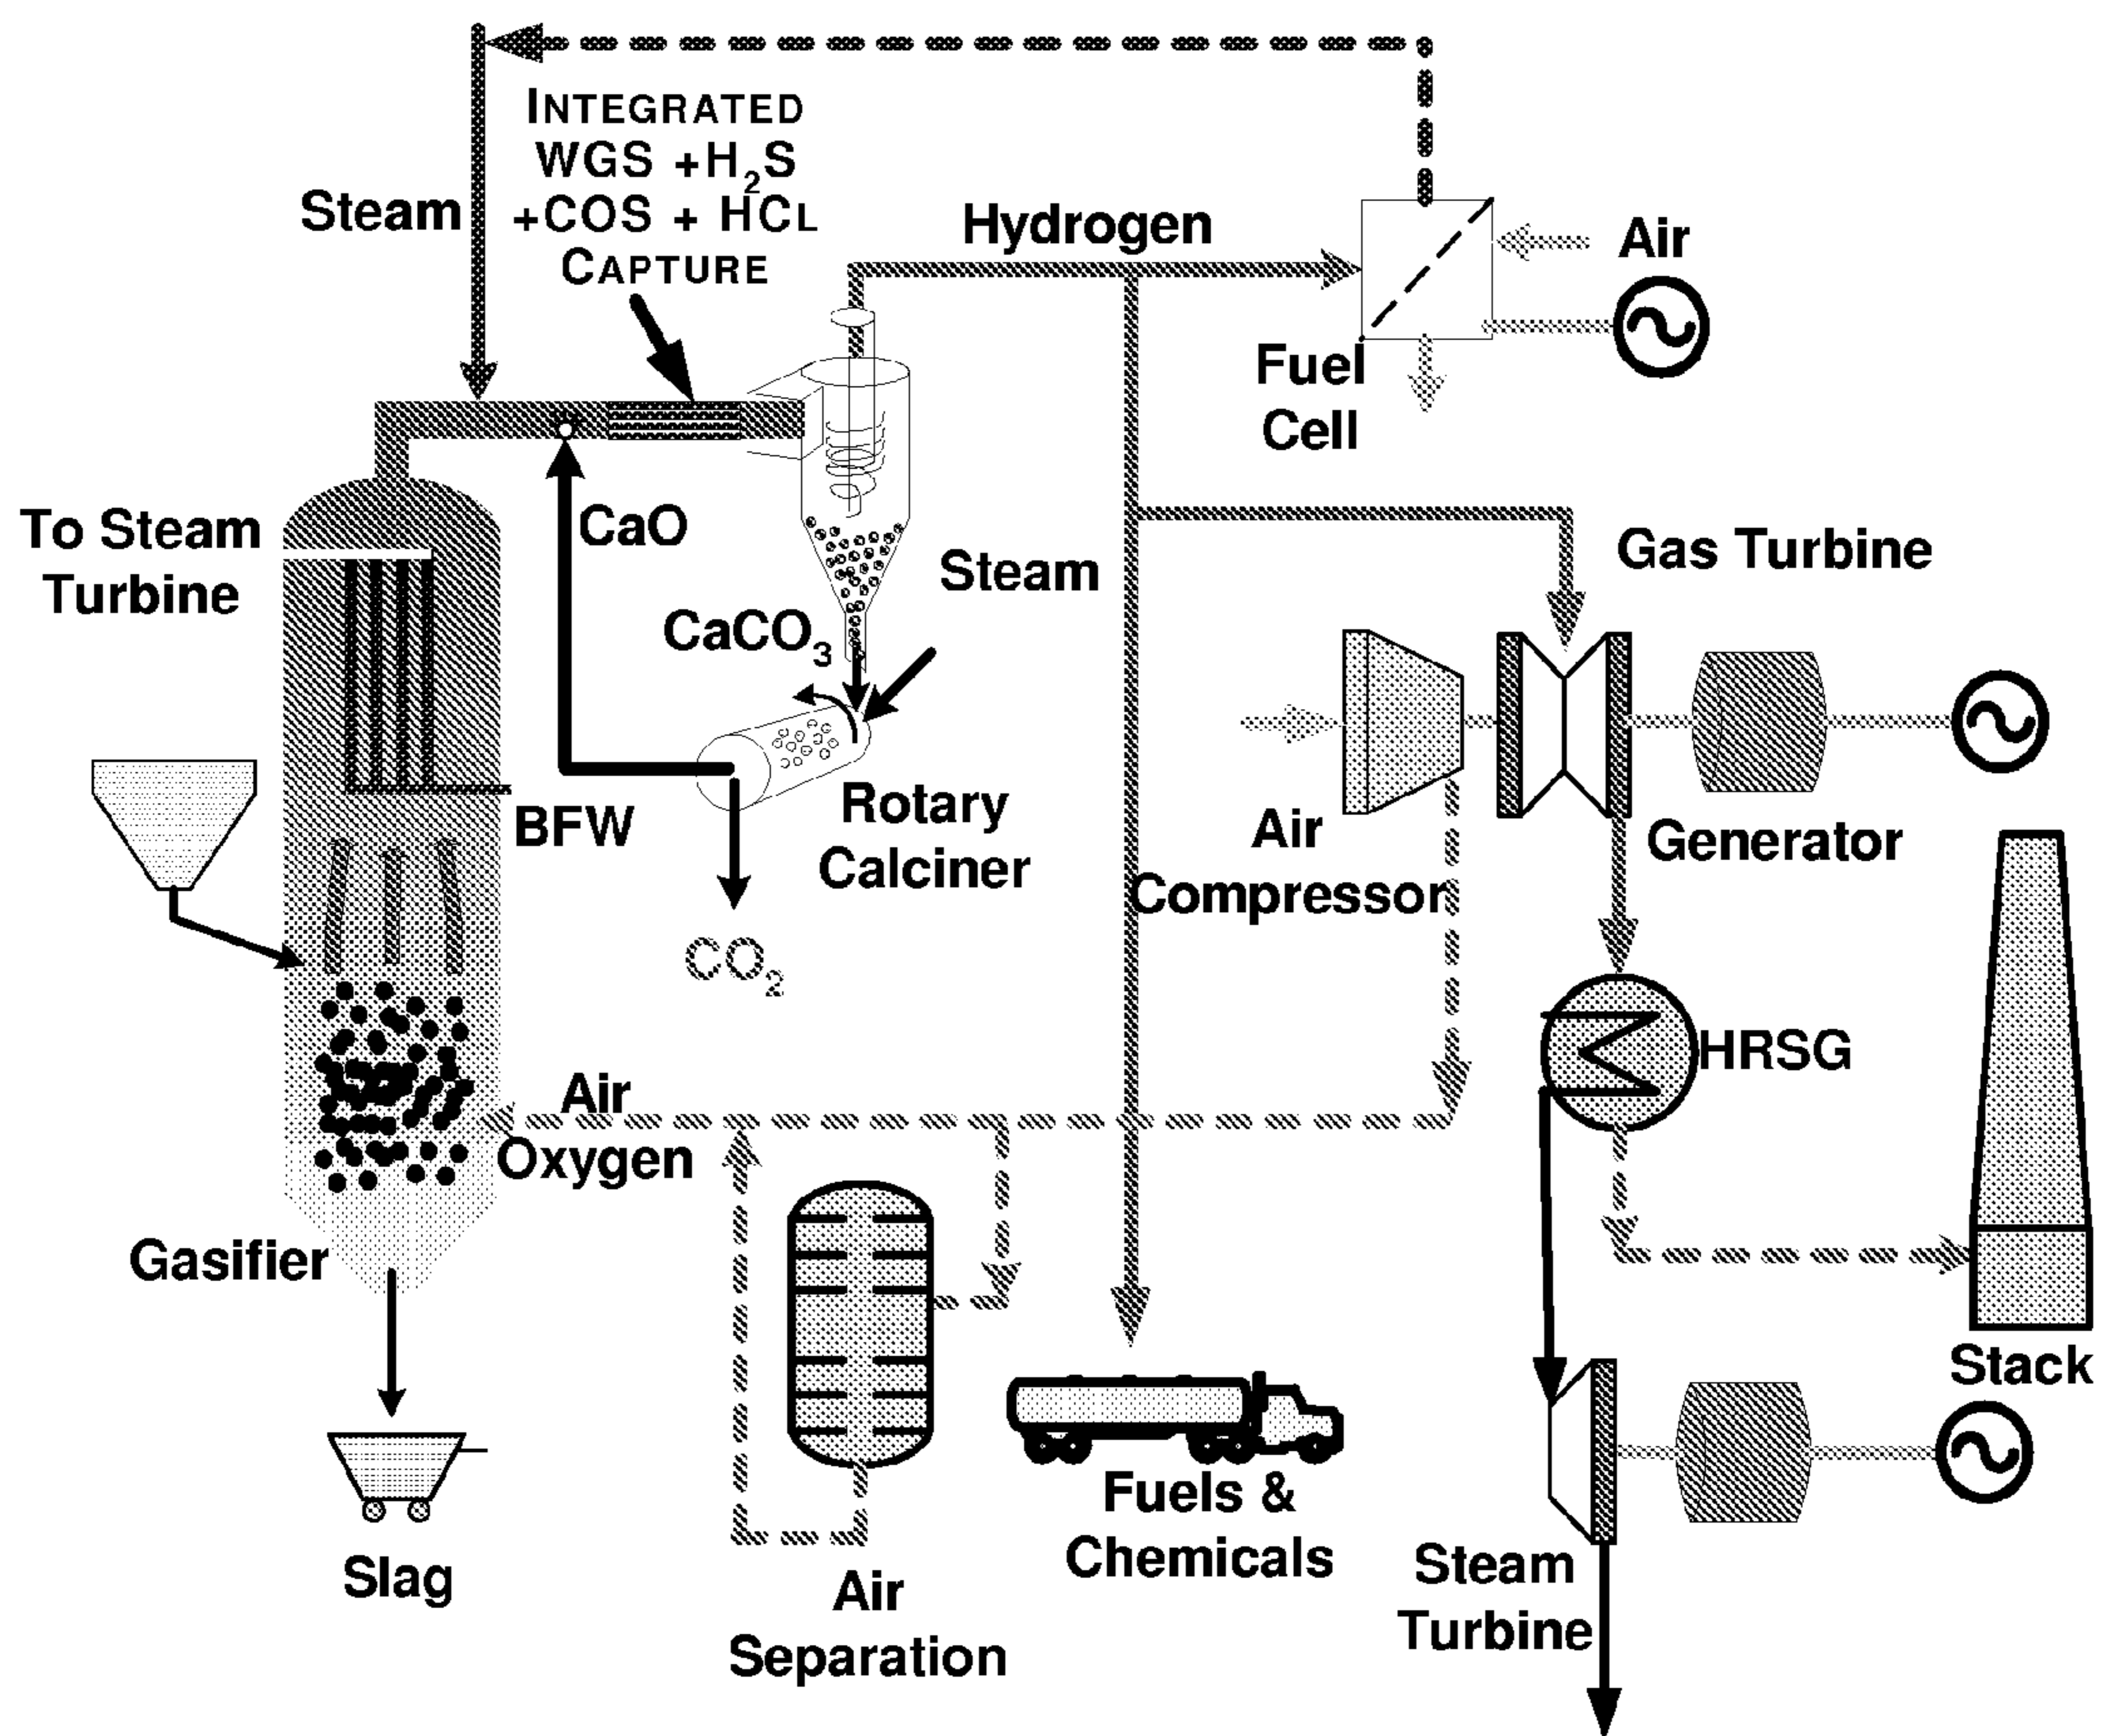 INTEGRATED
WGS +H2S
+COS + HCL
CAPTURE
Steam
Hydrogen
Air
Fuel
Cell
To Steam
Turbine
CaO
Steam
CaCO3
Gas Turbine
BFW
Rotary
Calciner
Air
Compressor
Generator
CO2
HRSG
Air
Oxygen
Gasifier
Stack
Slag
Fuels &
Chemicals
Air
Separation
Steam
Turbine